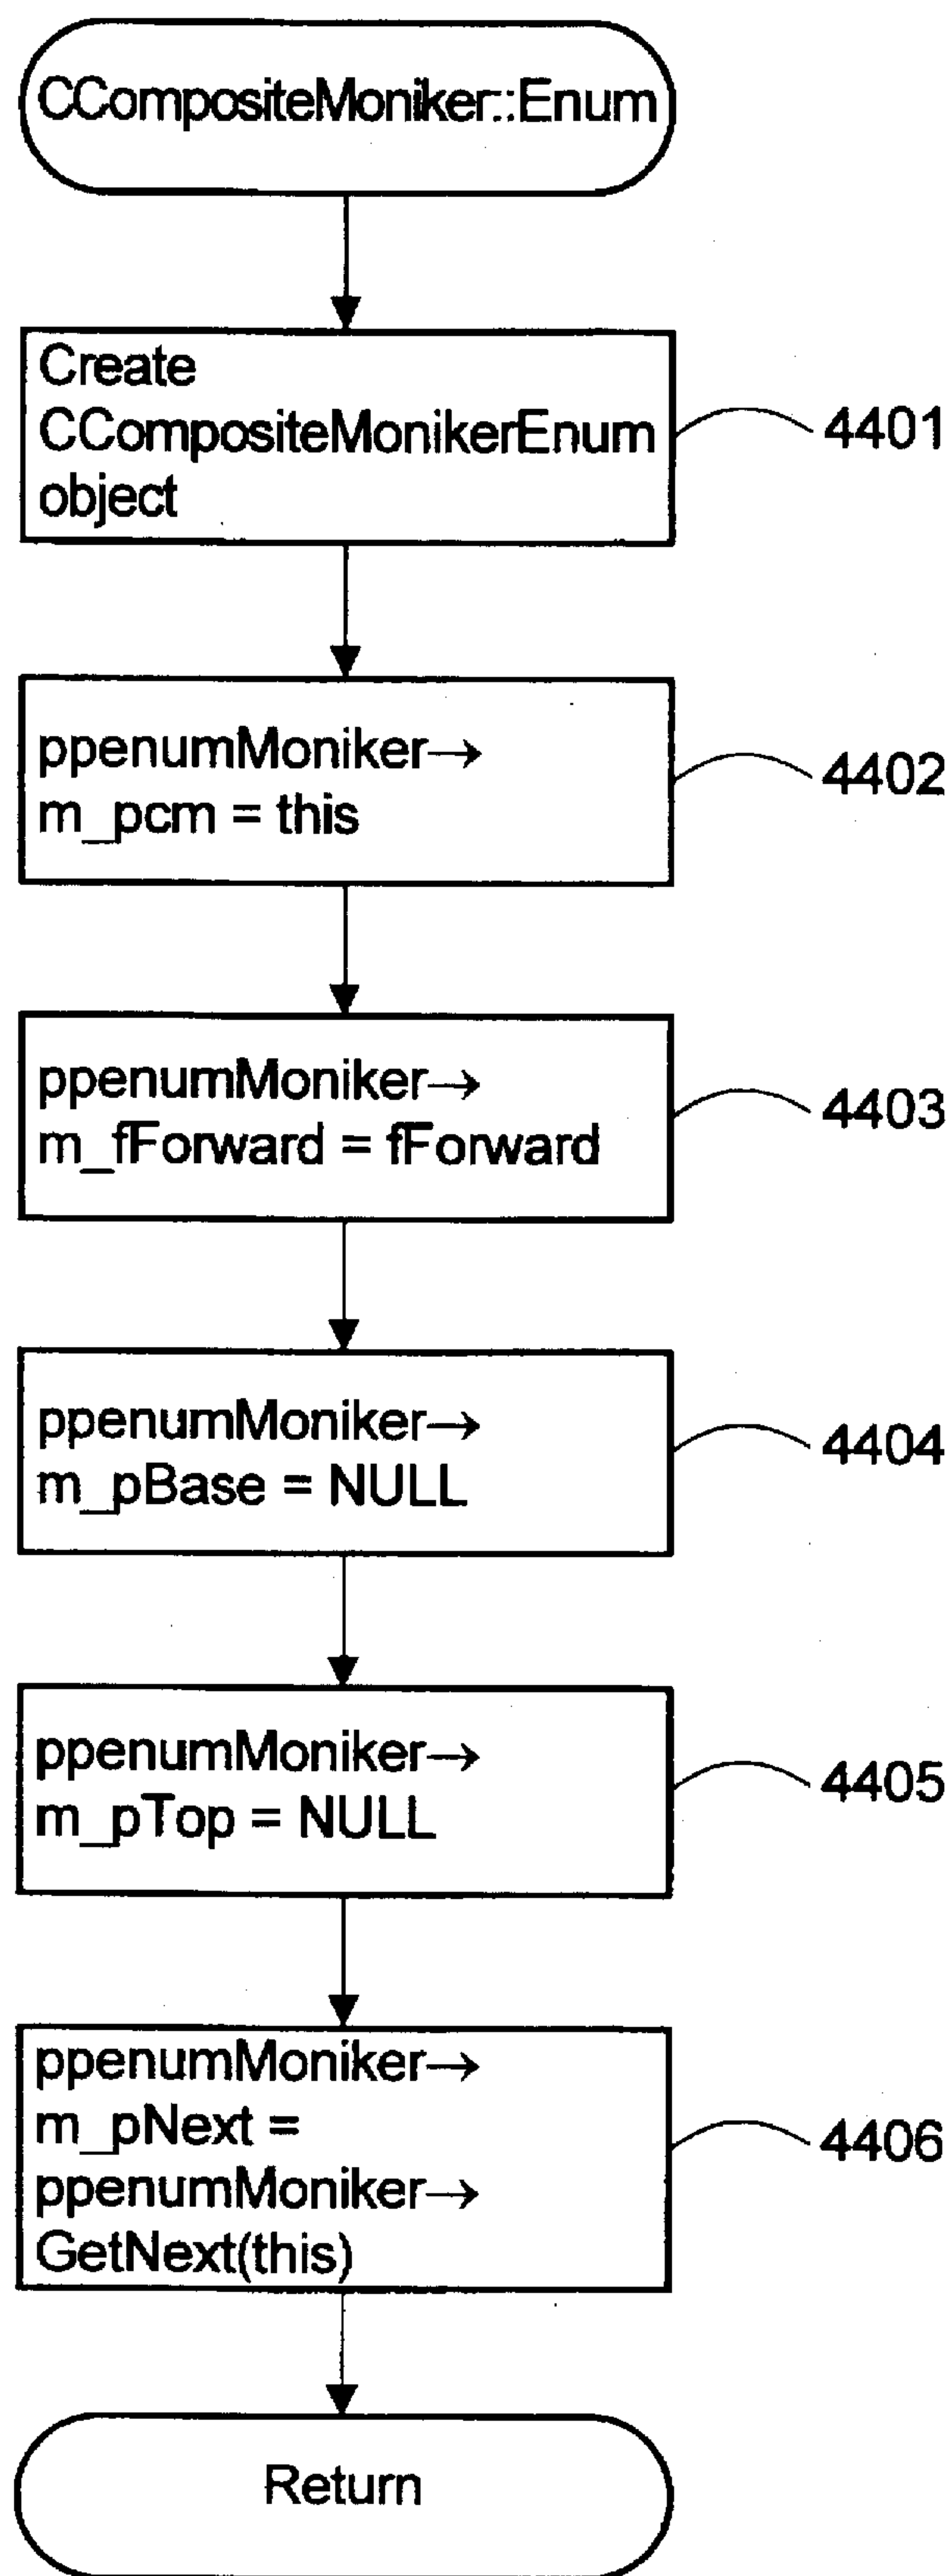 CCompositeMoniker::Enum
Create
CCompositeMonikerEnum
object
4401
ppenumMoniker→
m_pcm = this
4402
ppenumMoniker→
m_fForward = fForward
4403
ppenumMoniker→
m_pBase = NULL
4404
ppenumMoniker→
m_pTop = NULL
4405
ppenumMoniker→
m_pNext =
ppenumMoniker→
GetNext(this)
4406
Return